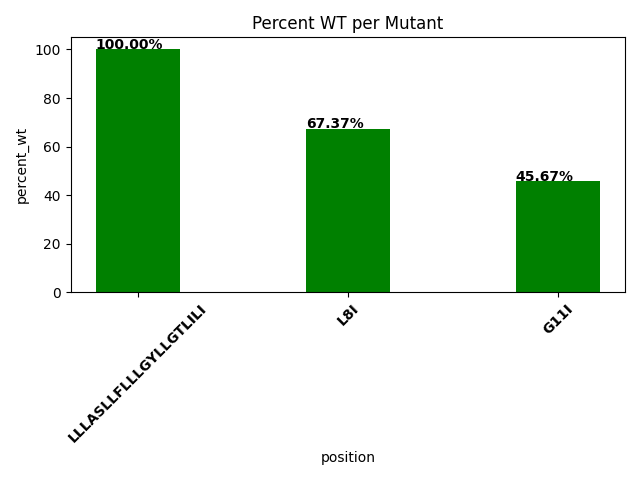 Percent WT per Mutant
percent_wt
100
80
60
40
20
0
100.00%
67.37%
45.67%
LLLASLLFLLLGYLLGTLILI
L8I
G11I
position